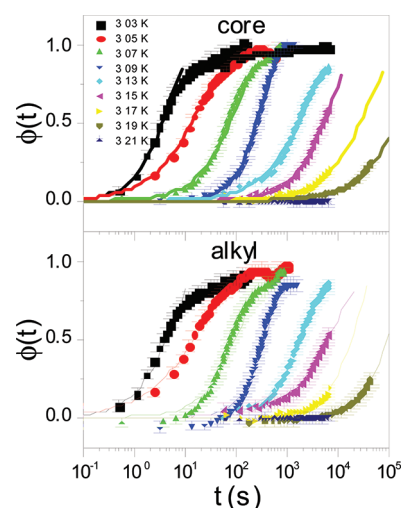 core
1.0
0.5
0.0
ϕ(t)
3 03 K
3 05 K
3 07 K
3 09 K
3 13 K
3 15 K
3 17 K
3 19 K
3 21 K
alkyl
1.0
0.5
0.0
ϕ(t)
10⁻¹ 10⁰ 10¹ 10² 10³ 10⁴ 10⁵
t (s)